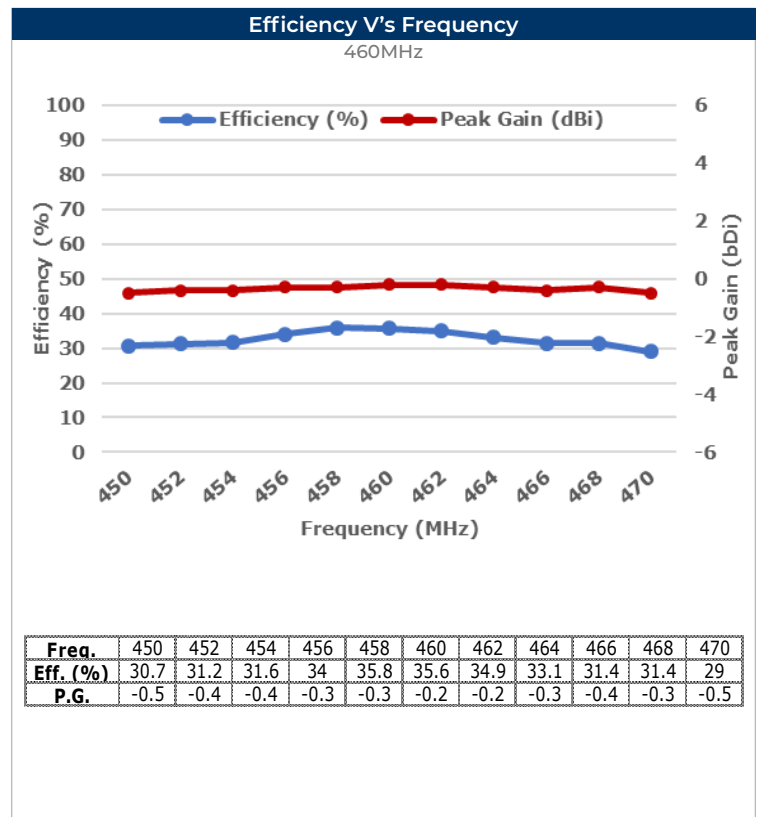 Efficiency V's Frequency
460MHz
Efficiency (%) Peak Gain (dBi)
100
90
80
70
60
50
40
30
20
10
0
Efficiency (%)
6
4
2
0
-2
-4
-6
Peak Gain (bDi)
450 452 454 456 458 460 462 464 466 468 470
Frequency (MHz)
Freq. 450 452 454 456 458 460 462 464 466 468 470
Eff. (%) 30.7 31.2 31.6 34 35.8 35.6 34.9 33.1 31.4 31.4 29
P.G. -0.5 -0.4 -0.4 -0.3 -0.3 -0.2 -0.2 -0.3 -0.4 -0.3 -0.5